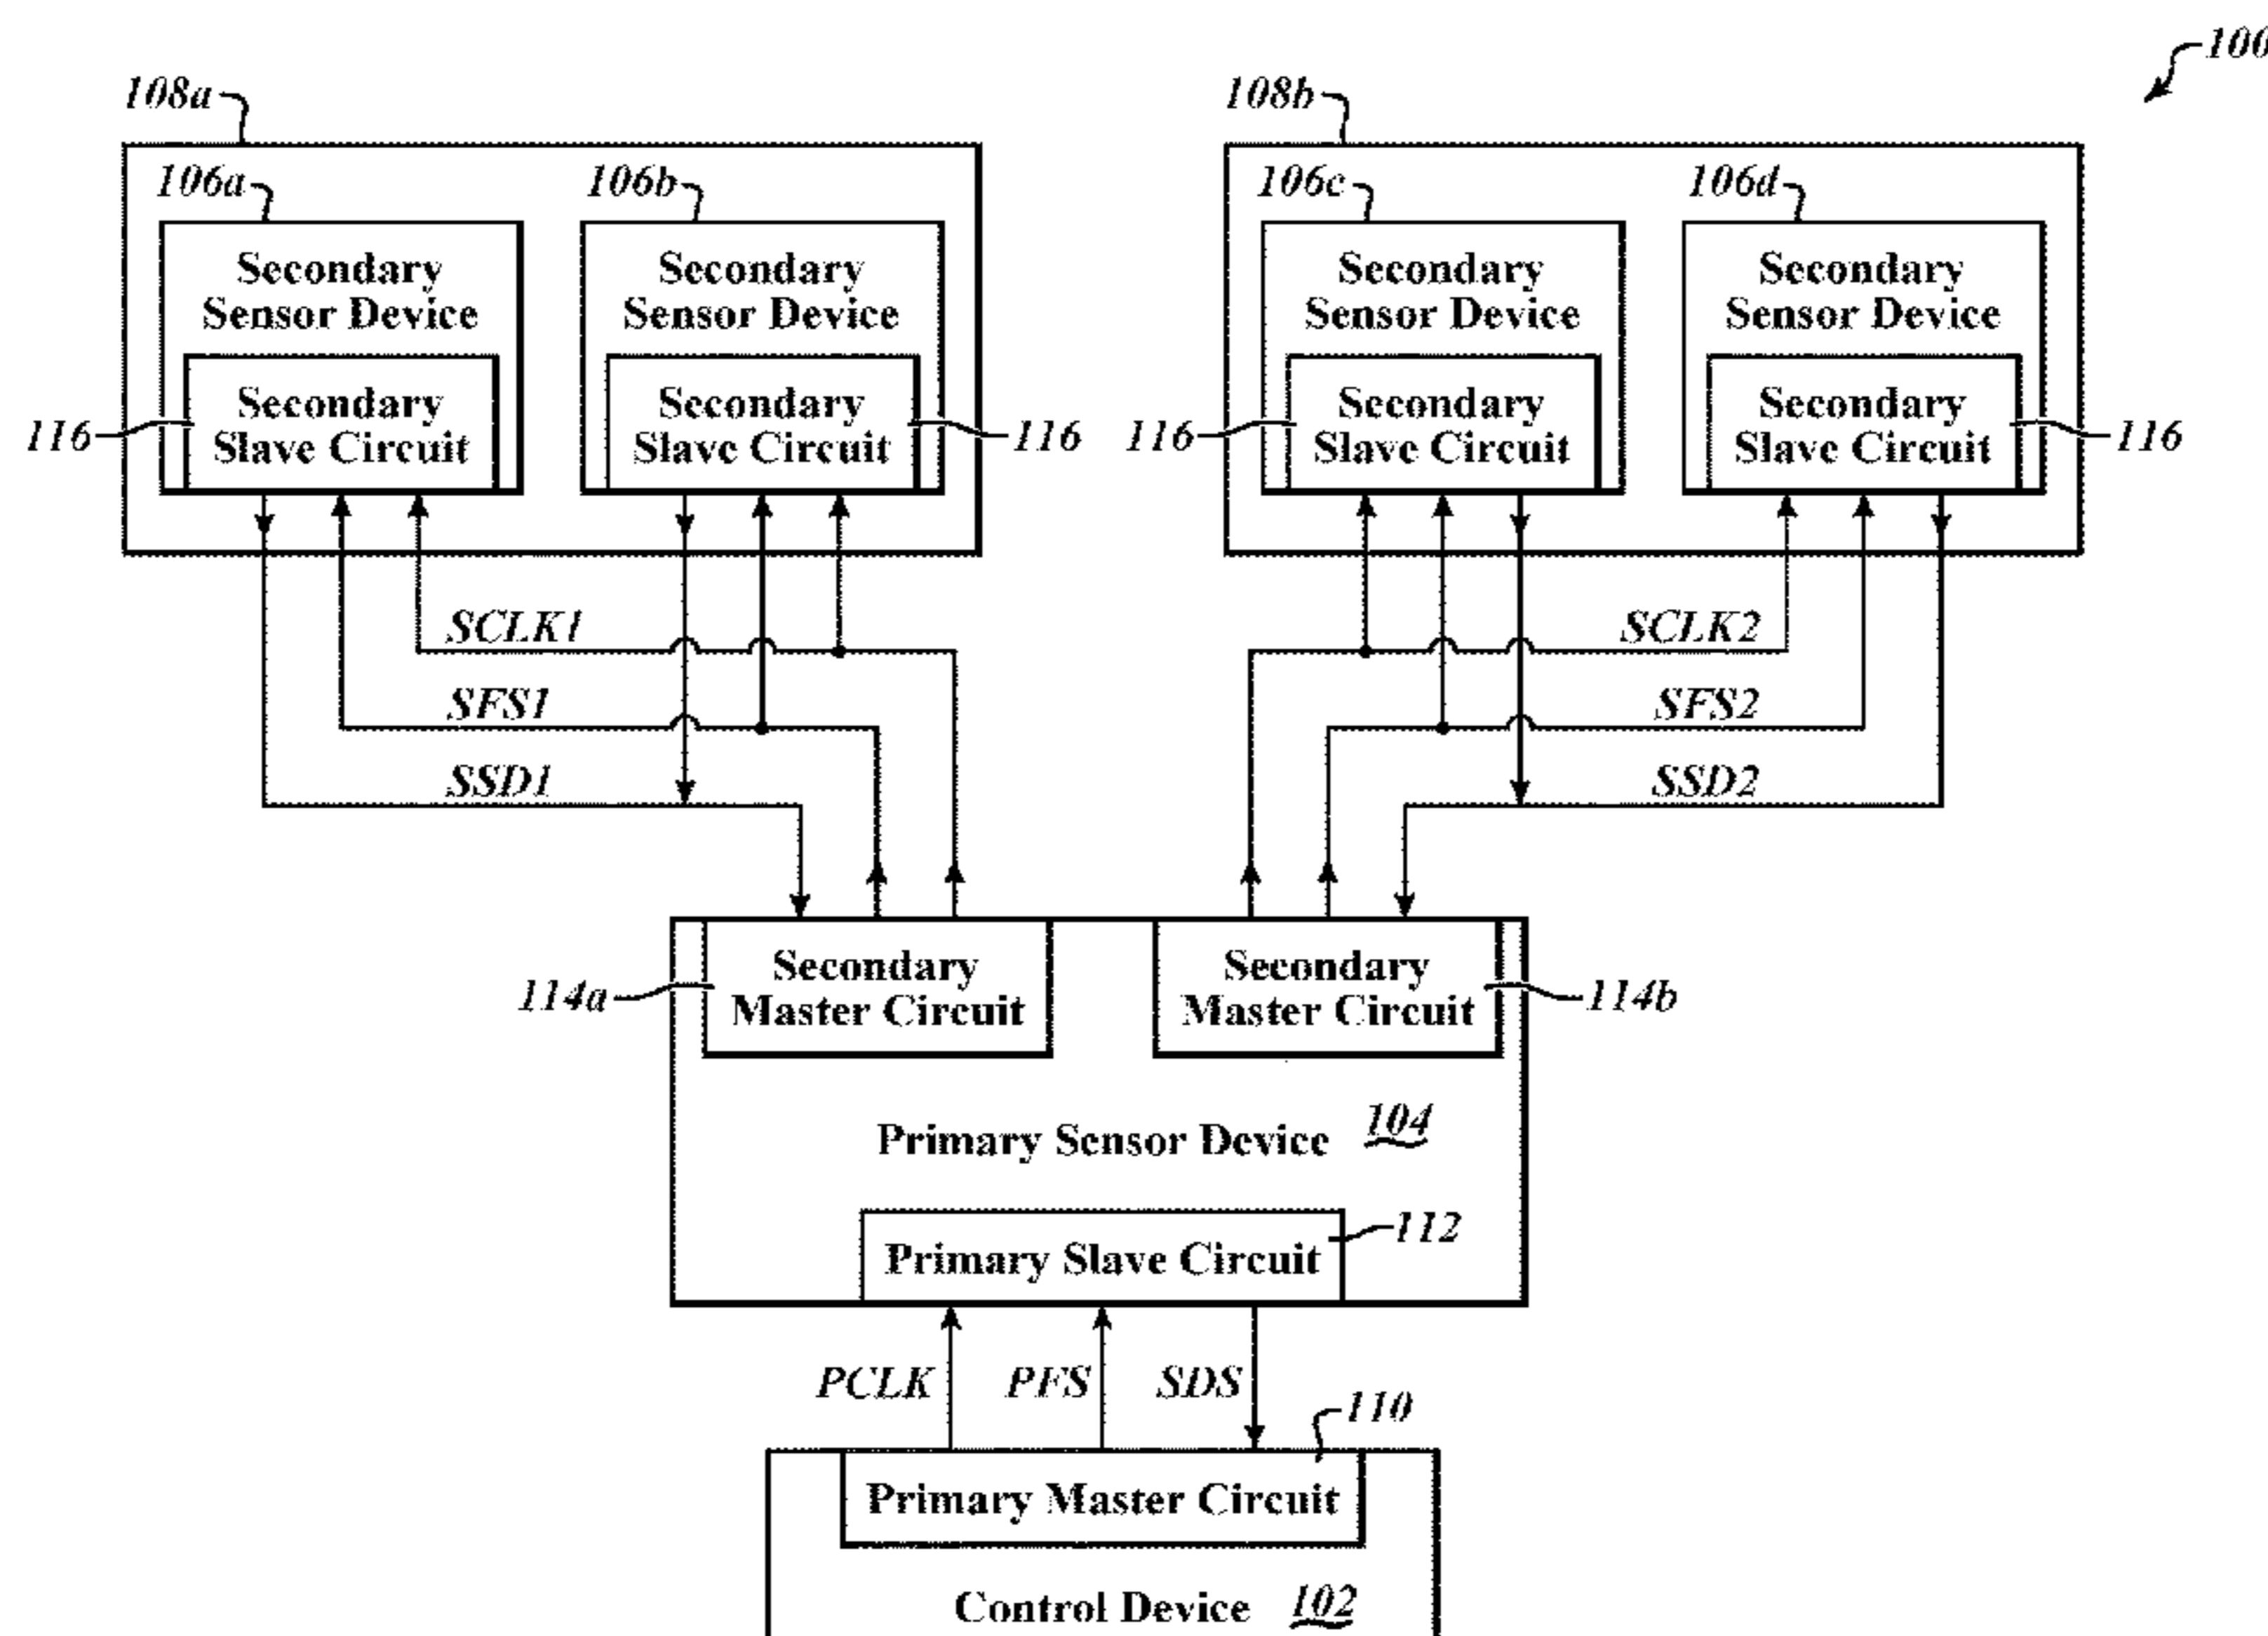 100
108a
108b
106a
106b
106c
106d
Secondary
Sensor Device
Secondary
Sensor Device
Secondary
Sensor Device
Secondary
Sensor Device
Secondary
Slave Circuit
Secondary
Slave Circuit
Secondary
Slave Circuit
Secondary
Slave Circuit
116
116
116
116
SCLK1
SCLK2
SFS1
SFS2
SSD1
SSD2
Secondary
Master Circuit
Secondary
Master Circuit
114a
114b
Primary Sensor Device 104
112
Primary Slave Circuit
PCLK
PFS
SDS
110
Primary Master Circuit
Control Device 102